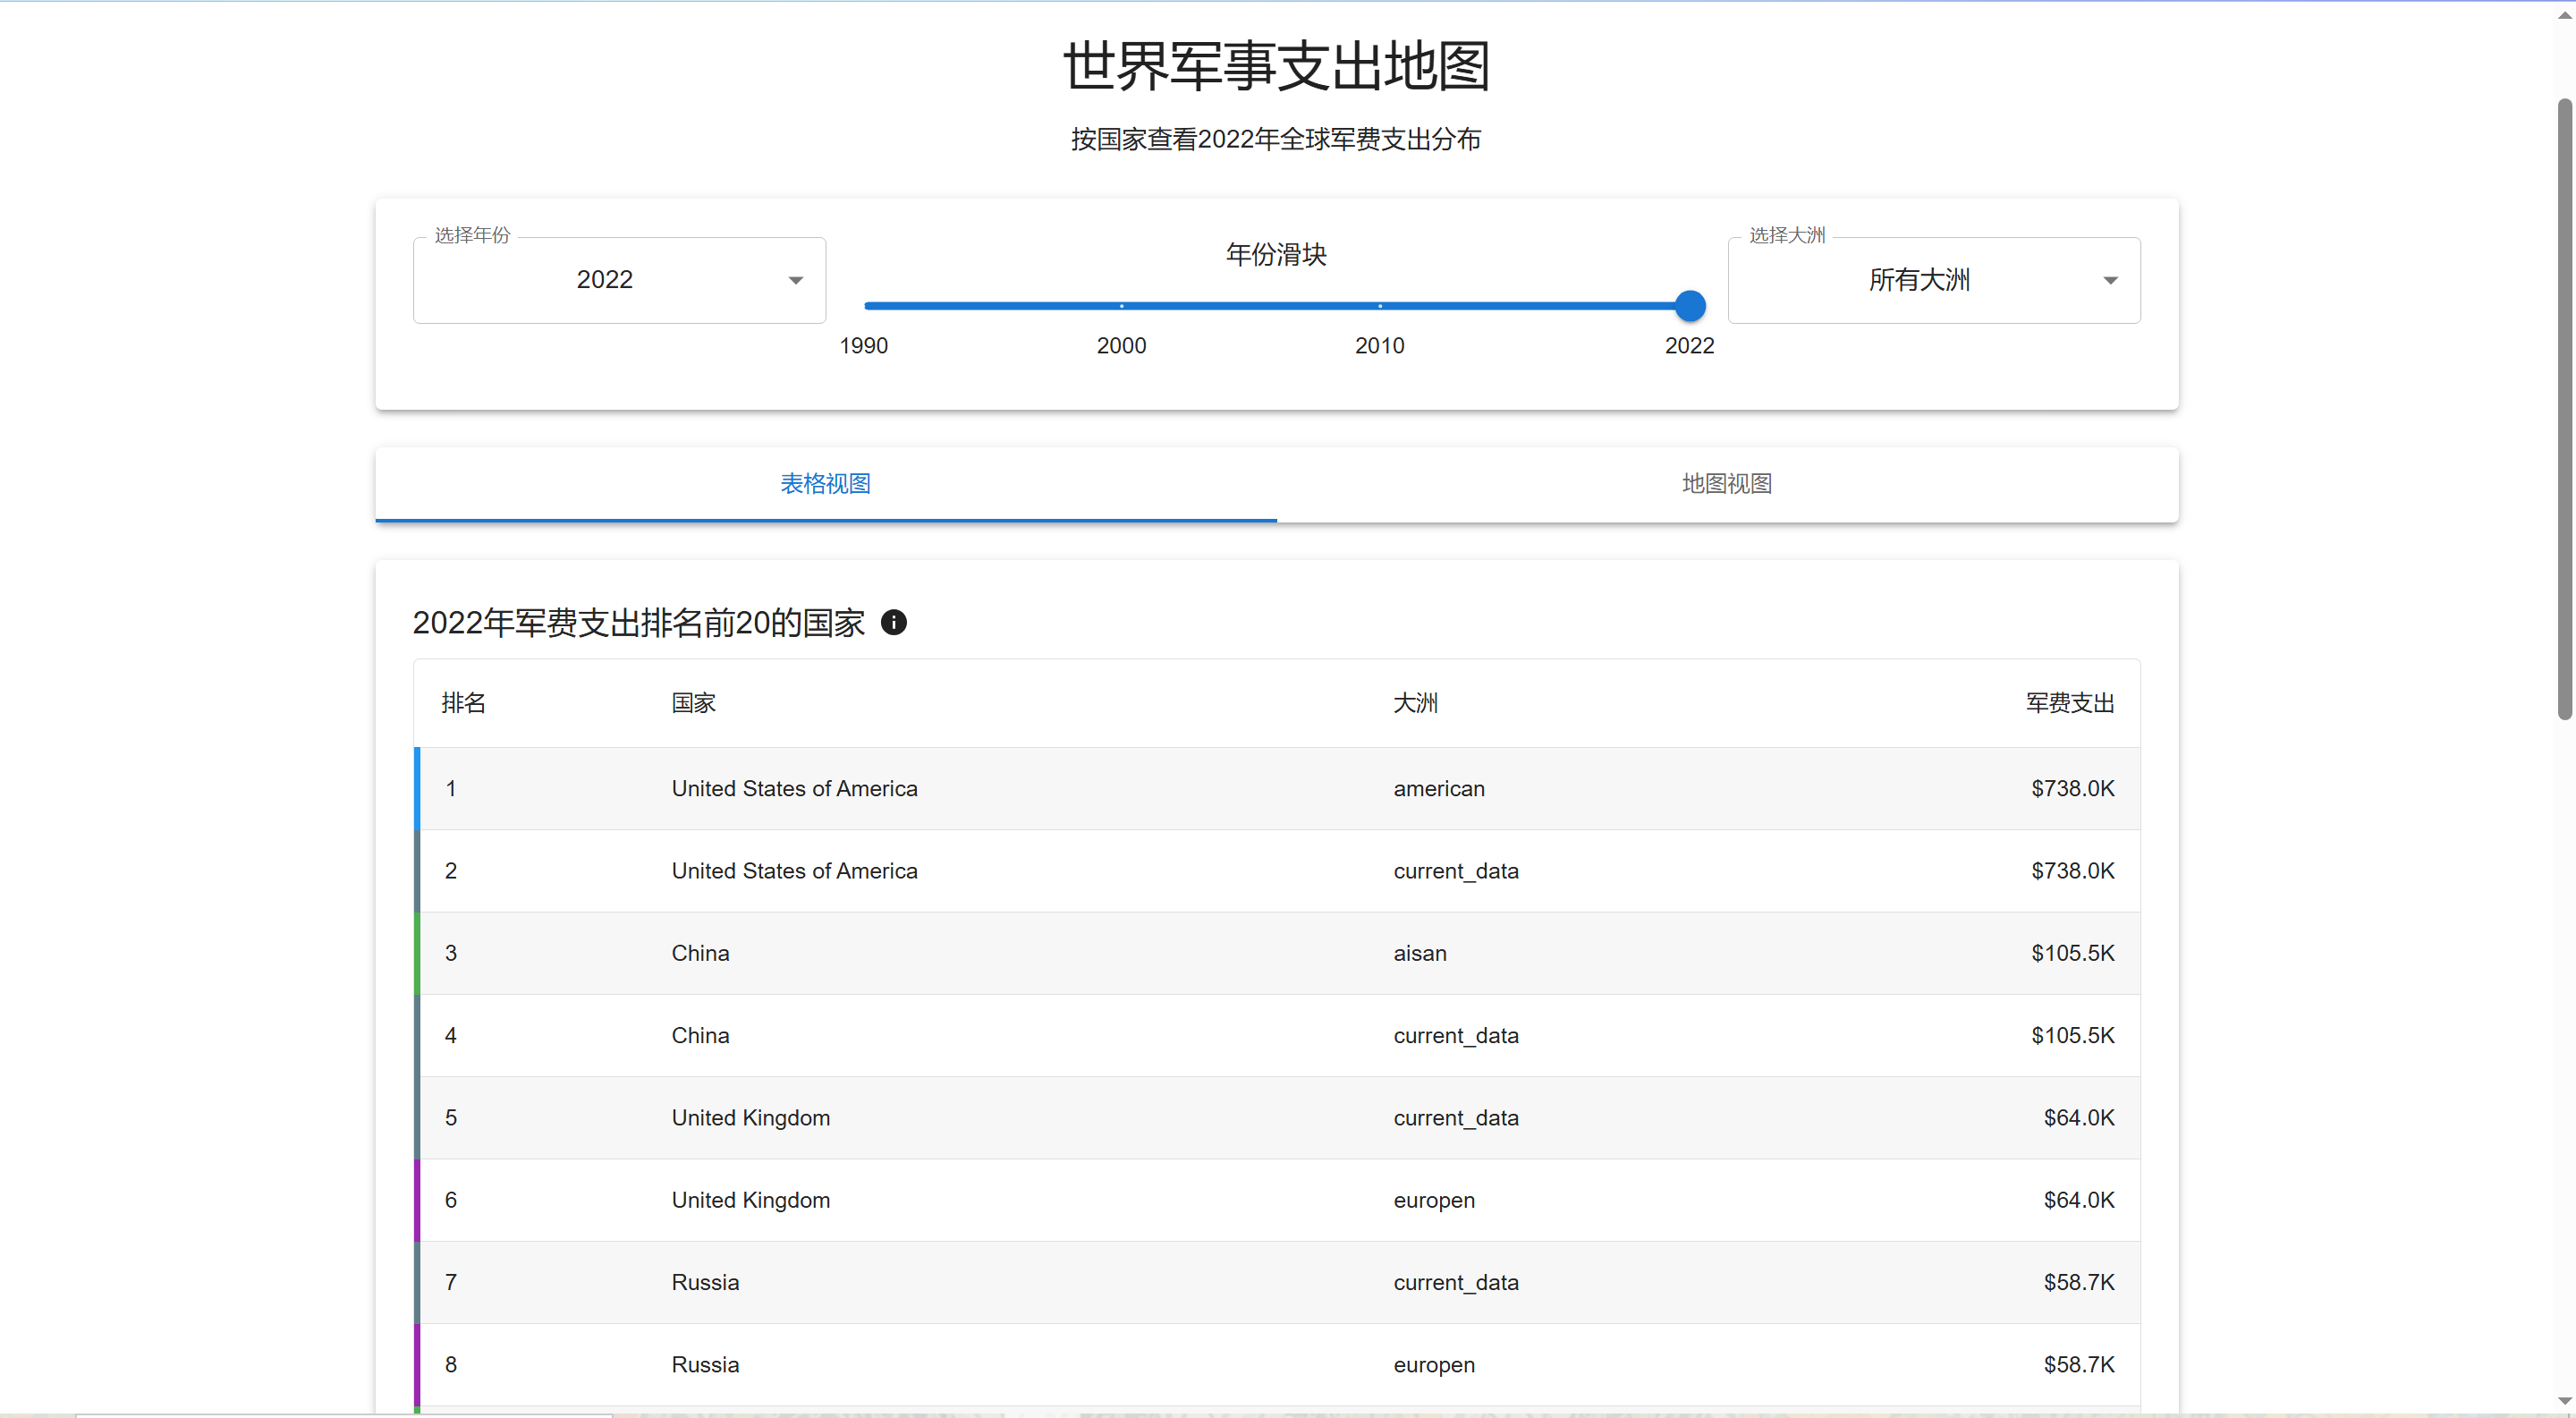 世界军事支出地图
按国家查看2022年全球军费支出分布
选择年份
2022
年份滑块
1990 2000 2010 2022
选择大洲
所有大洲
表格视图 地图视图
2022年军费支出排名前20的国家
排名 国家 大洲 军费支出
1 United States of America american $738.0K
2 United States of America current_data $738.0K
3 China aisan $105.5K
4 China current_data $105.5K
5 United Kingdom current_data $64.0K
6 United Kingdom europen $64.0K
7 Russia current_data $58.7K
8 Russia europen $58.7K